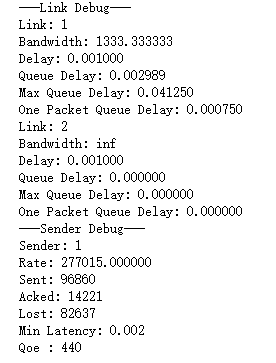 ---Link Debug---
Link: 1
Bandwidth: 1333.333333
Delay: 0.001000
Queue Delay: 0.002989
Max Queue Delay: 0.041250
One Packet Queue Delay: 0.000750
Link: 2
Bandwidth: inf
Delay: 0.001000
Queue Delay: 0.000000
Max Queue Delay: 0.000000
One Packet Queue Delay: 0.000000
---Sender Debug---
Sender: 1
Rate: 277015.000000
Sent: 96860
Acked: 14221
Lost: 82637
Min Latency: 0.002
Qoe : 440